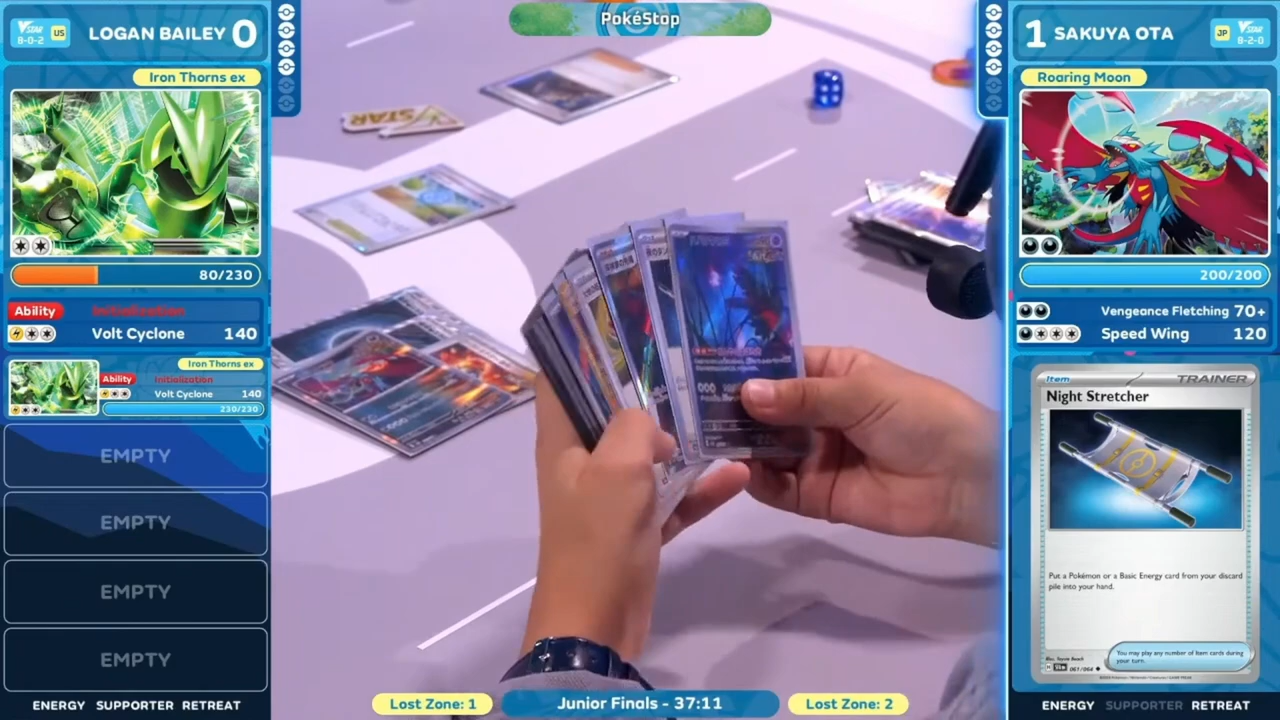 VSTAR
8-0-2
US
LOGAN BAILEY 0
Iron Thorns ex
80/230
Ability Initialization
Volt Cyclone 140
Iron Thorns ex
Ability Initialization
Volt Cyclone 140
230/230
EMPTY
EMPTY
EMPTY
EMPTY
ENERGY SUPPORTER RETREAT
PokéStop
STAR
Lost Zone: 1
Junior Finals - 37:11
Lost Zone: 2
1 SAKUYA OTA
JP
VSTAR
8-2-0
Roaring Moon
200/200
Vengeance Fletching 70+
Speed Wing 120
Item
TRAINER
Night Stretcher
Put a Pokémon or a Basic Energy card from your discard
pile into your hand.
You may play any number of Item cards during
your turn.
061/064
ENERGY SUPPORTER RETREAT